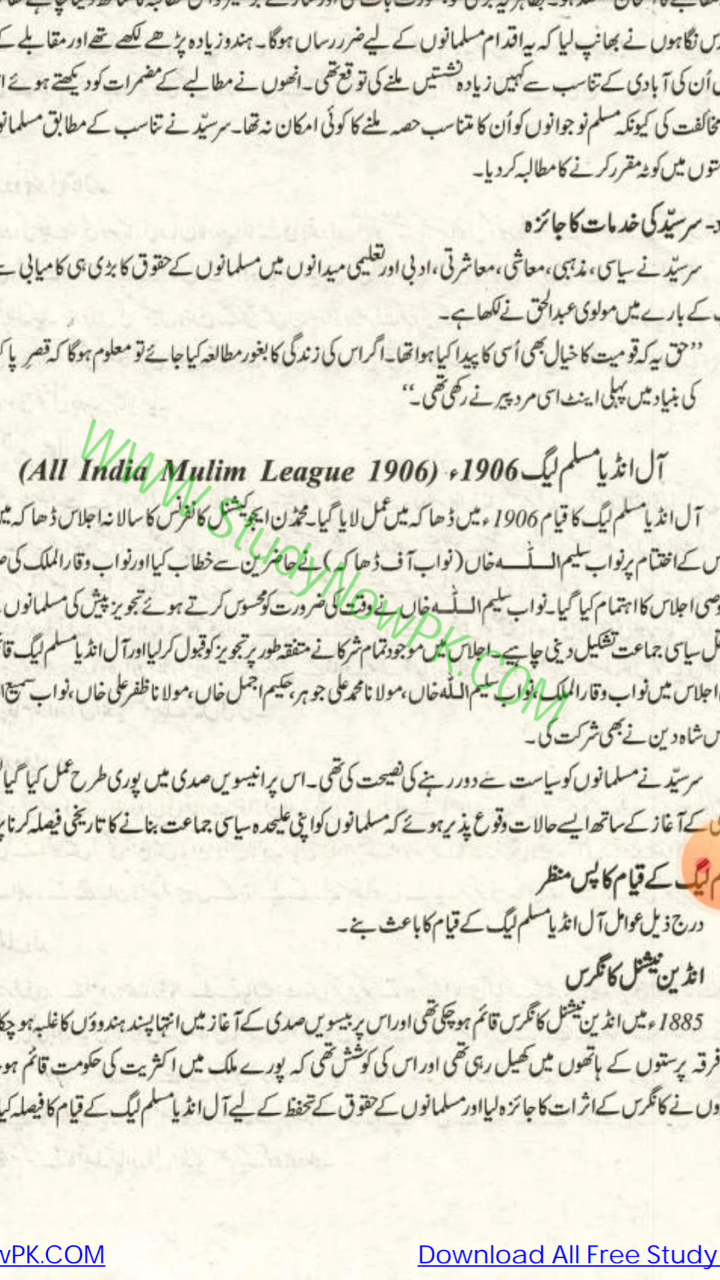 س نگاہوں نے بھانپ لیا کہ یہ اقدام مسلمانوں کے لیے ضرر رساں ہوگا۔ ہندو زیادہ پڑھے لکھے تھے اور مقابلے کے
اُن کی آبادی کے تناسب سے کہیں زیادہ نشستیں ملنے کی توقع تھی۔ انھوں نے مطالبے کے مضمرات کو دیکھتے ہوئے
مخالفت کی کیونکہ مسلم نوجوانوں کو اُن کا متناسب حصہ ملنے کا کوئی امکان نہ تھا۔ سرسیّد نے تناسب کے مطابق مسلمانو
توں میں کوٹہ مقرر کرنے کا مطالبہ کر دیا۔
د- سرسیّد کی خدمات کا جائزہ
سرسیّد نے سیاسی، مذہبی، معاشی، معاشرتی، ادبی اور تعلیمی میدانوں میں مسلمانوں کے حقوق کا بڑی ہی کامیابی سے
کے بارے میں مولوی عبدالحق نے لکھا ہے۔
”حق یہ کہ قومیت کا خیال بھی اُسی کا پیدا کیا ہوا تھا۔ اگر اس کی زندگی کا بغور مطالعہ کیا جائے تو معلوم ہوگا کہ قصرِ پاک
کی بنیاد میں پہلی اینٹ اسی مردِ پیر نے رکھی تھی۔“
آل انڈیا مسلم لیگ 1906ء (All India Mulim League 1906)
آل انڈیا مسلم لیگ کا قیام 1906ء میں ڈھاکہ میں عمل لایا گیا۔ محمڈن ایجوکیشنل کانفرنس کا سالانہ اجلاس ڈھاکہ میں
س کے اختتام پر نواب سلیم اللہ خاں (نواب آف ڈھاکہ) نے حاضرین سے خطاب کیا اور نواب وقار الملک کی ص
وصی اجلاس کا اہتمام کیا گیا۔ نواب سلیم اللہ خاں نے وقت کی ضرورت کو محسوس کرتے ہوئے تجویز پیش کی مسلمانوں
ل سیاسی جماعت تشکیل دینی چاہیے۔ اجلاس میں موجود تمام شرکا نے متفقہ طور پر تجویز کو قبول کر لیا اور آل انڈیا مسلم لیگ قائ
اجلاس میں نواب وقار الملک، نواب سلیم اللہ خاں، مولانا محمد علی جوہر، حکیم اجمل خاں، مولانا ظفر علی خاں، نواب سمیع ا
س شاہ دین نے بھی شرکت کی۔
سرسیّد نے مسلمانوں کو سیاست سے دور رہنے کی نصیحت کی تھی۔ اس پر انیسویں صدی میں پوری طرح عمل کیا گیا
ی کے آغاز کے ساتھ ایسے حالات وقوع پذیر ہوئے کہ مسلمانوں کو اپنی علیحدہ سیاسی جماعت بنانے کا تاریخی فیصلہ کرنا پ
م لیگ کے قیام کا پس منظر
درج ذیل عوامل آل انڈیا مسلم لیگ کے قیام کا باعث بنے۔
انڈین نیشنل کانگرس
1885ء میں انڈین نیشنل کانگرس قائم ہو چکی تھی اور اس پر بیسویں صدی کے آغاز میں انتہا پسند ہندوؤں کا غلبہ ہو چکا
فرقہ پرستوں کے ہاتھوں میں کھیل رہی تھی اور اس کی کوشش تھی کہ پورے ملک میں اکثریت کی حکومت قائم ہو
وں نے کانگرس کے اثرات کا جائزہ لیا اور مسلمانوں کے حقوق کے تحفظ کے لیے آل انڈیا مسلم لیگ کے قیام کا فیصلہ کیا
WWW.StudyNowPK.COM
wPK.COM
Download All Free Study